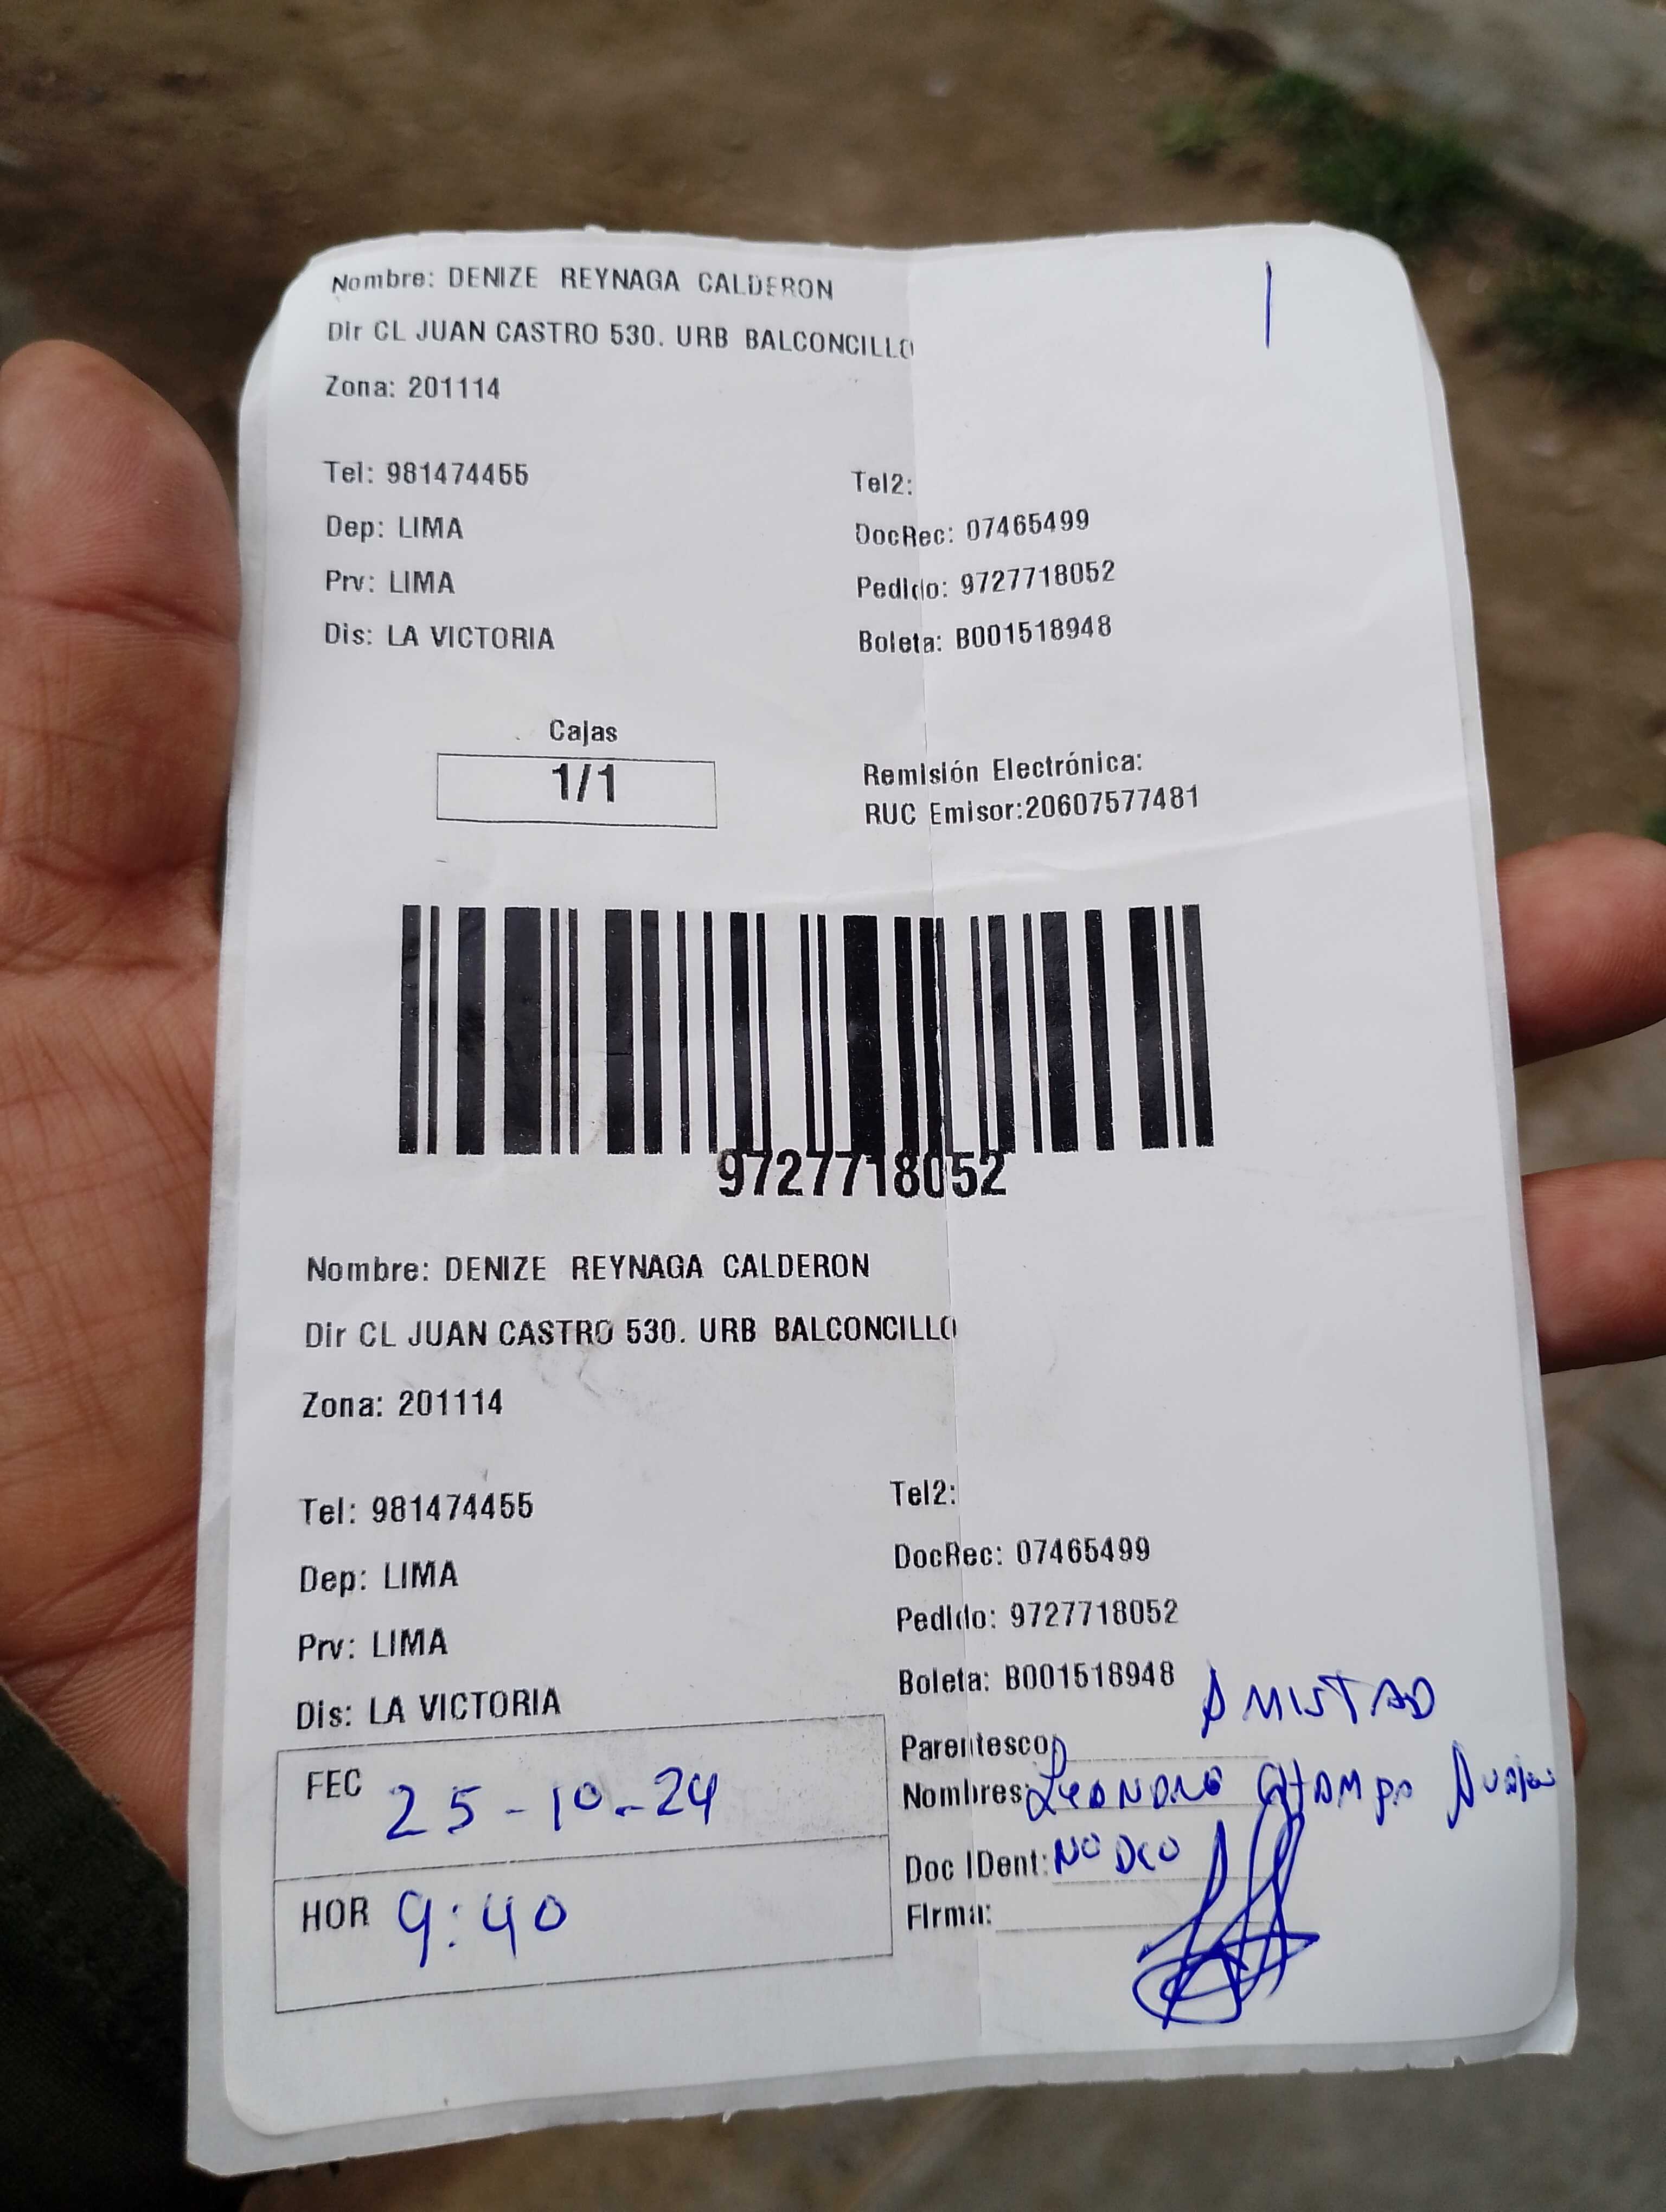 Nombre: DENIZE REYNAGA CALDERON
Dir CL JUAN CASTRO 530. URB BALCONCILLO
Zona: 201114
Tel: 981474455
Tel2:
Dep: LIMA
DocRec: 07465499
Prv: LIMA
Pedido: 9727718052
Dis: LA VICTORIA
Boleta: B001518948
Cajas
1/1
Remisión Electrónica:
RUC Emisor:20607577481
9727718052
Nombre: DENIZE REYNAGA CALDERON
Dir CL JUAN CASTRO 530. URB BALCONCILLO
Zona: 201114
Tel: 981474455
Tel2:
Dep: LIMA
DocRec: 07465499
Prv: LIMA
Pedido: 9727718052
Dis: LA VICTORIA
Boleta: B001518948
AMISTAD
Parentesco
FEC 25-10-24
Nombres:
Doc IDent:
HOR 9:40
Firma: